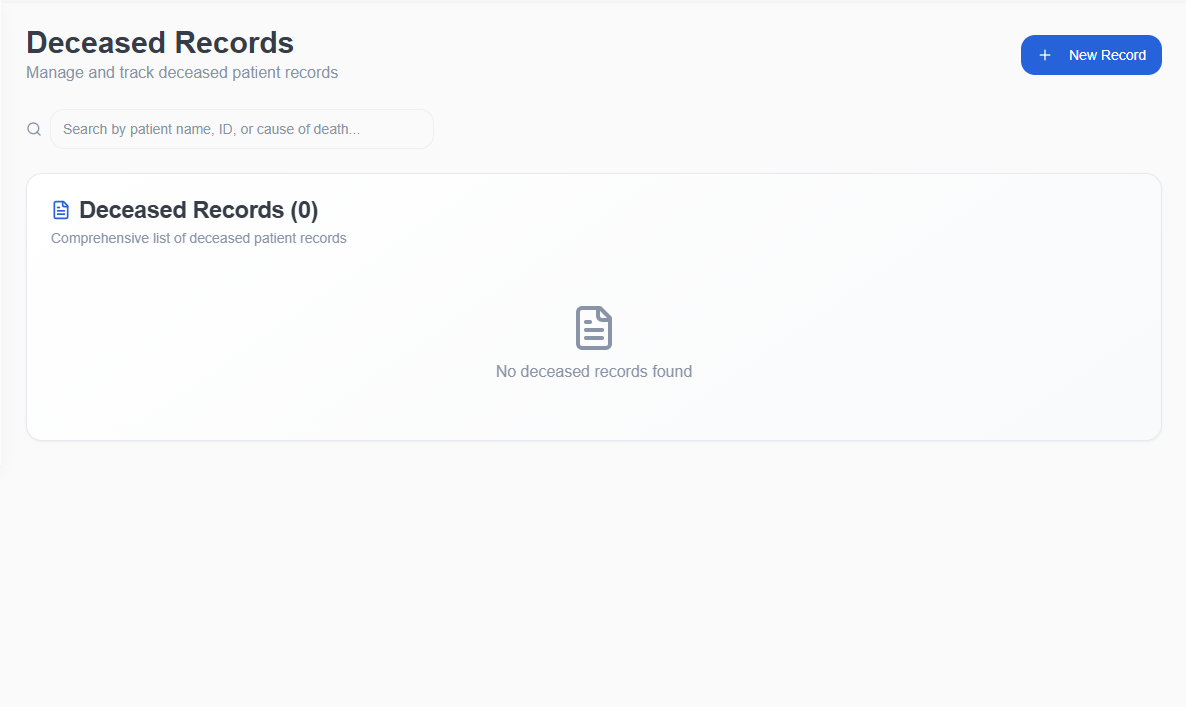 Deceased Records
Manage and track deceased patient records
New Record
Search by patient name, ID, or cause of death...
Deceased Records (0)
Comprehensive list of deceased patient records
No deceased records found